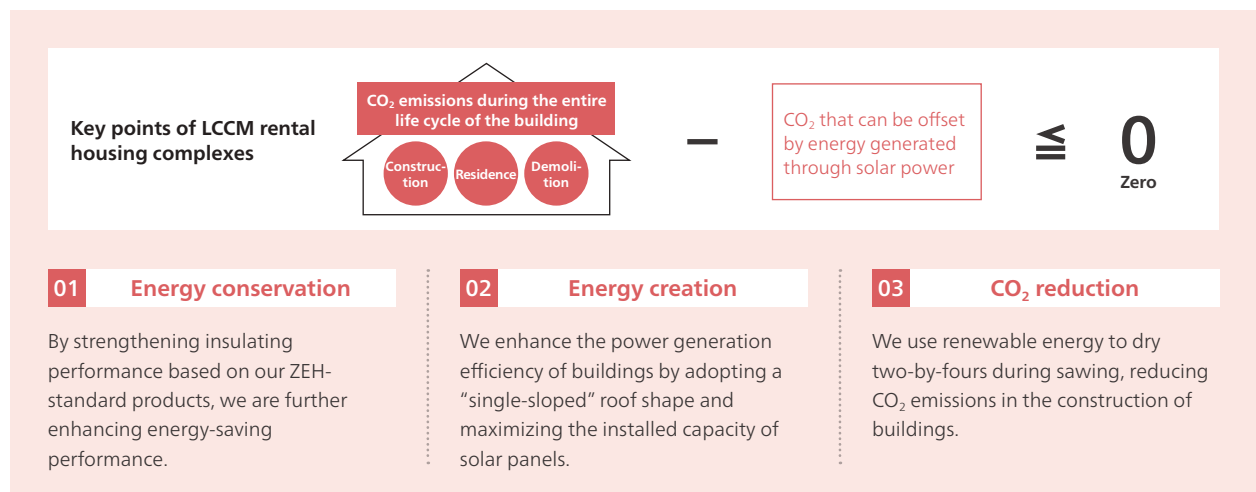 Key points of LCCM rental
housing complexes
CO₂ emissions during the entire
life cycle of the building
Construc-
tion
Residence
Demoli-
tion
−
CO₂ that can be offset
by energy generated
through solar power
≦
0
Zero
01 Energy conservation
By strengthening insulating
performance based on our ZEH-
standard products, we are further
enhancing energy-saving
performance.
02 Energy creation
We enhance the power generation
efficiency of buildings by adopting a
“single-sloped” roof shape and
maximizing the installed capacity of
solar panels.
03 CO₂ reduction
We use renewable energy to dry
two-by-fours during sawing, reducing
CO₂ emissions in the construction of
buildings.